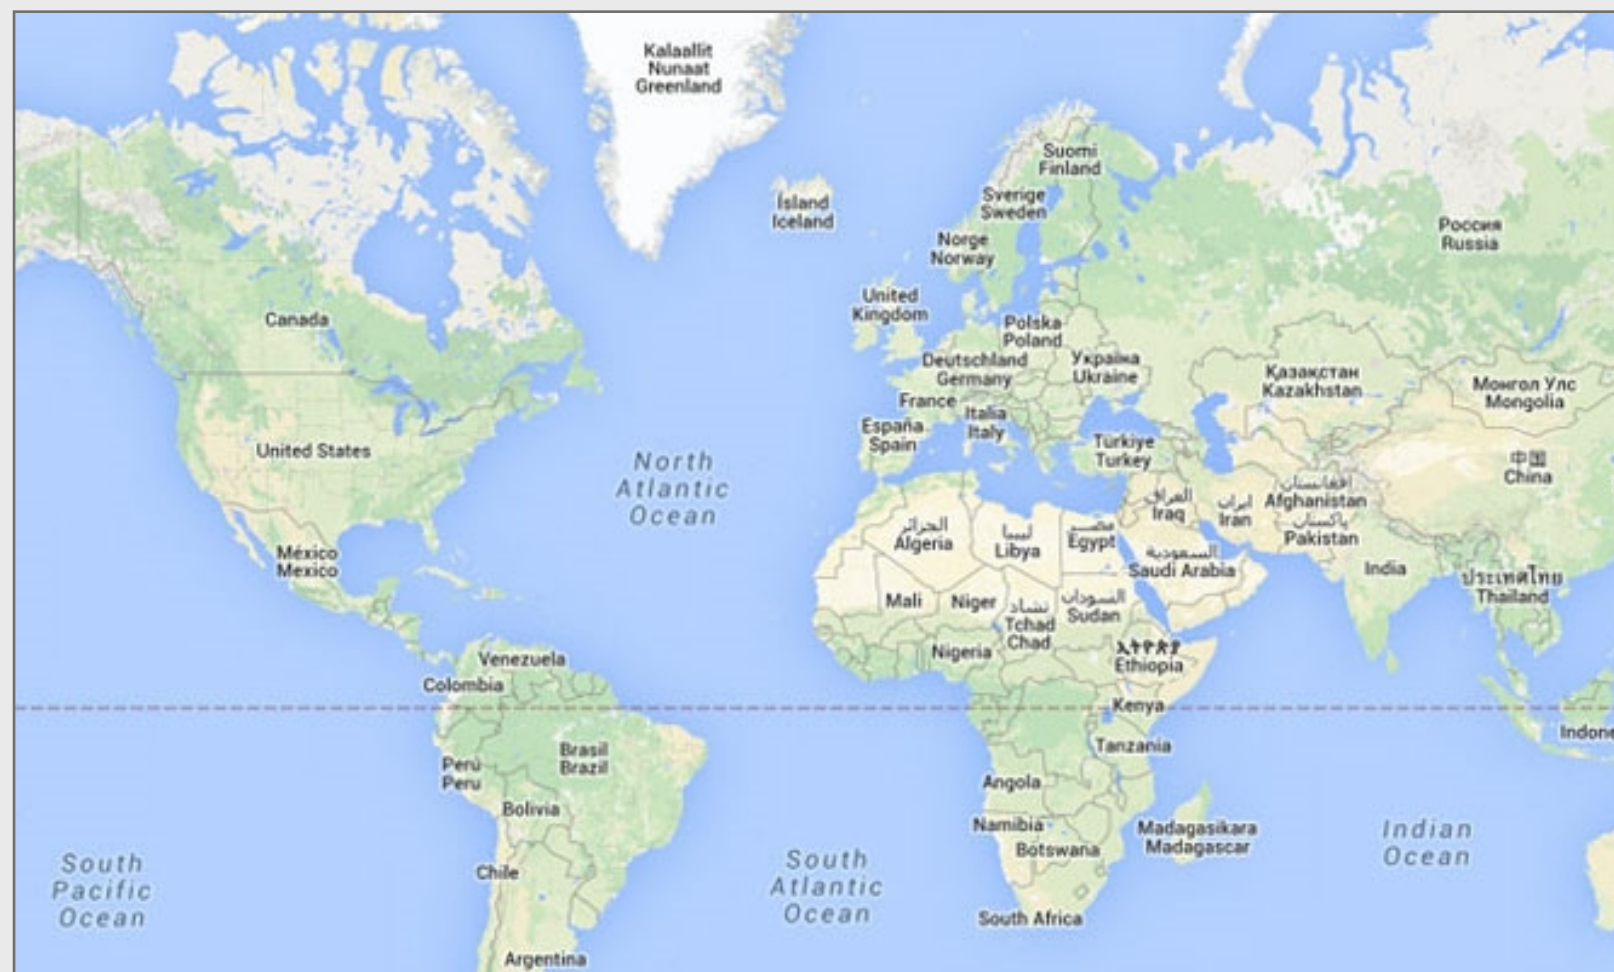 Kalaallit
Nunaat
Greenland
Suomi
Finland
Ísland
Iceland
Sverige
Sweden
Россия
Russia
Norge
Norway
United
Kingdom
Canada
Polska
Poland
Deutschland
Germany
Україна
Ukraine
Қазақстан
Kazakhstan
Монгол Улс
Mongolia
France
Italia
Italy
España
Spain
Türkiye
Turkey
United States
North
Atlantic
Ocean
中国
China
افغانستان
Afghanistan
العراق
Iraq
ایران
Iran
پاکستان
Pakistan
الجزائر
Algeria
ليبيا
Libya
مصر
Egypt
السعودية
Saudi Arabia
México
Mexico
India
ประเทศไทย
Thailand
Mali
Niger
تشاد
Tchad
Chad
السودان
Sudan
Nigeria
ኢትዮጵያ
Ethiopia
Venezuela
Colombia
Kenya
Indone
Brasil
Brazil
Tanzania
Perú
Peru
Angola
Bolivia
Namibia
Madagasikara
Madagascar
Indian
Ocean
Botswana
South
Pacific
Ocean
Chile
South
Atlantic
Ocean
South Africa
Argentina